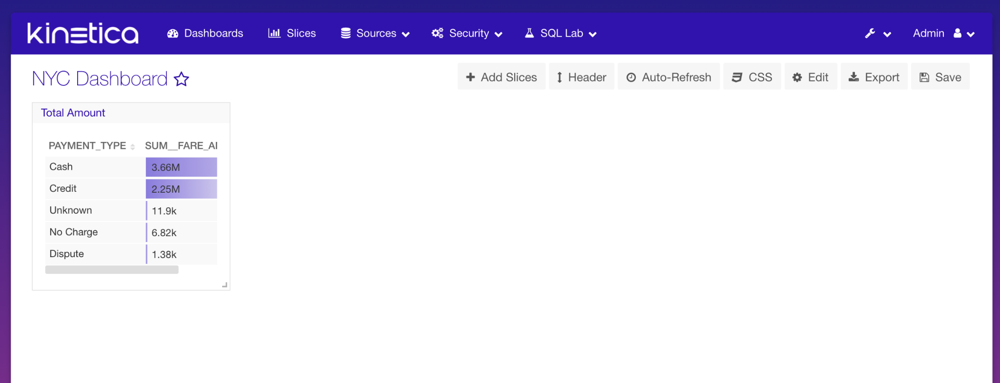 kinetica Dashboards Slices Sources Security SQL Lab Admin
NYC Dashboard Add Slices Header Auto-Refresh CSS Edit Export Save
Total Amount
PAYMENT_TYPE SUM__FARE_A
Cash 3.66M
Credit 2.25M
Unknown 11.9k
No Charge 6.82k
Dispute 1.38k